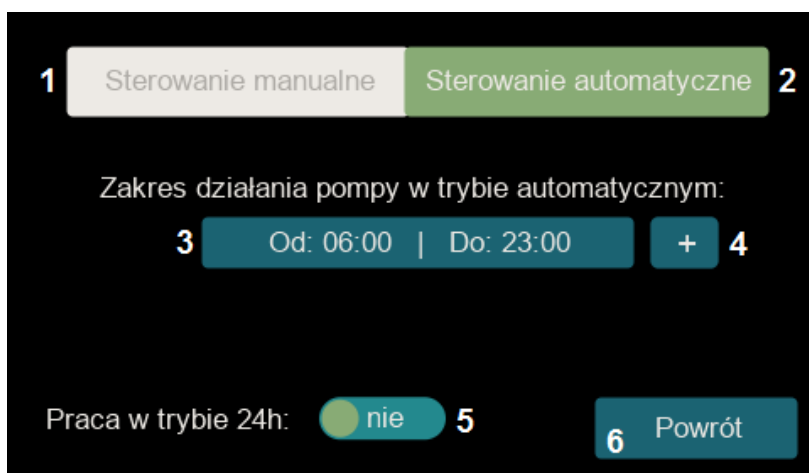 1 Sterowanie manualne Sterowanie automatyczne 2
Zakres działania pompy w trybie automatycznym:
3 Od: 06:00 | Do: 23:00 + 4
Praca w trybie 24h: nie 5 6 Powrót